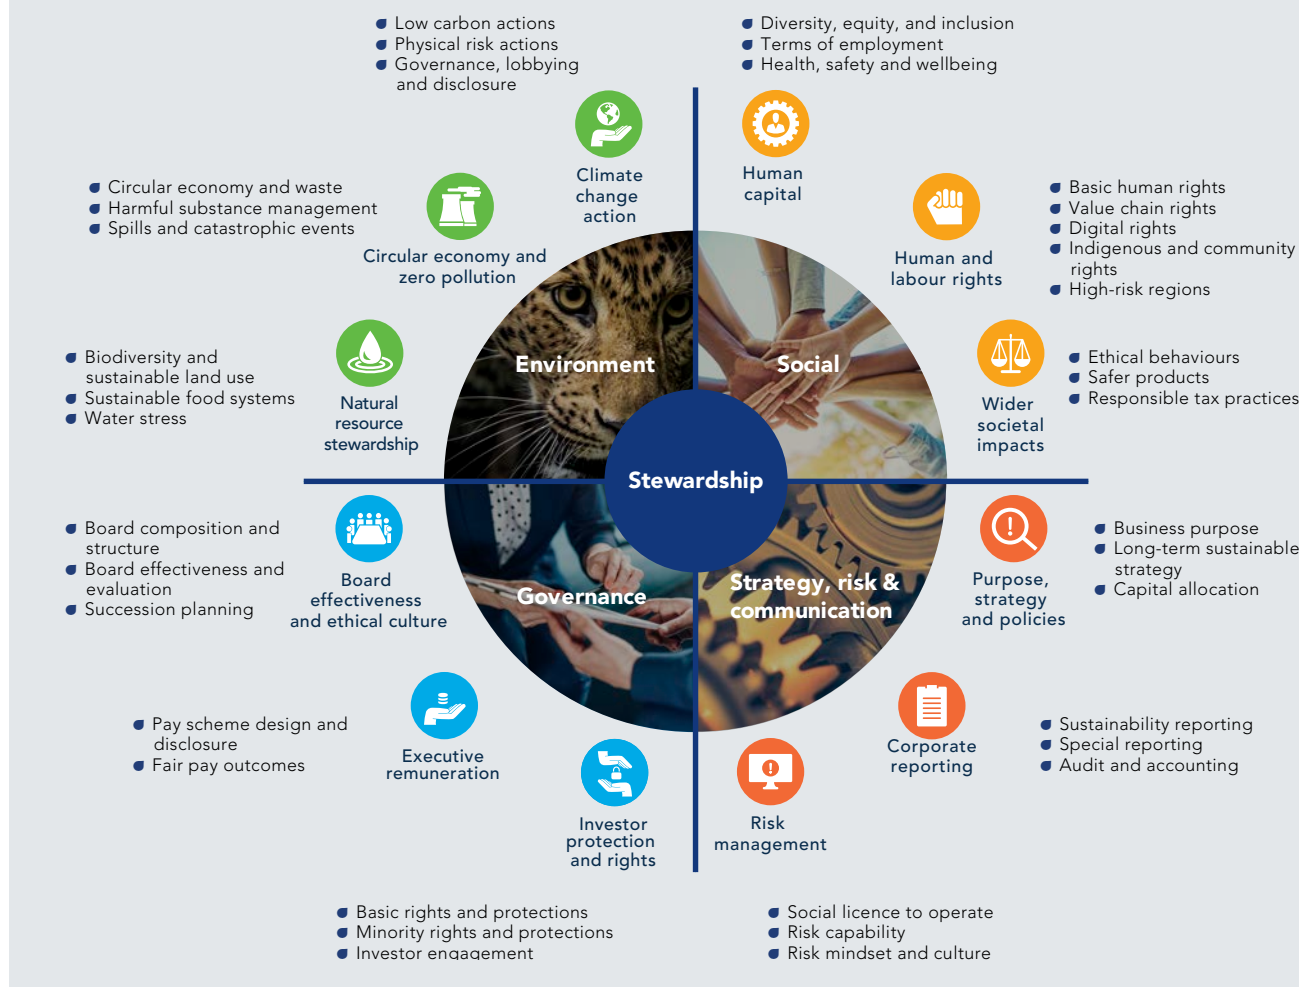 Low carbon actions
Physical risk actions
Governance, lobbying
and disclosure
Climate
change
action
Circular economy and waste
Harmful substance management
Spills and catastrophic events
Circular economy and
zero pollution
Biodiversity and
sustainable land use
Sustainable food systems
Water stress
Natural
resource
stewardship
Environment
Diversity, equity, and inclusion
Terms of employment
Health, safety and wellbeing
Human
capital
Basic human rights
Value chain rights
Digital rights
Indigenous and community
rights
High-risk regions
Human and
labour rights
Ethical behaviours
Safer products
Responsible tax practices
Wider
societal
impacts
Social
Stewardship
Board composition and
structure
Board effectiveness and
evaluation
Succession planning
Board
effectiveness
and ethical culture
Governance
Pay scheme design and
disclosure
Fair pay outcomes
Executive
remuneration
Investor
protection
and rights
Basic rights and protections
Minority rights and protections
Investor engagement
Strategy, risk &
communication
Business purpose
Long-term sustainable
strategy
Capital allocation
Purpose,
strategy
and policies
Corporate
reporting
Sustainability reporting
Special reporting
Audit and accounting
Risk
management
Social licence to operate
Risk capability
Risk mindset and culture